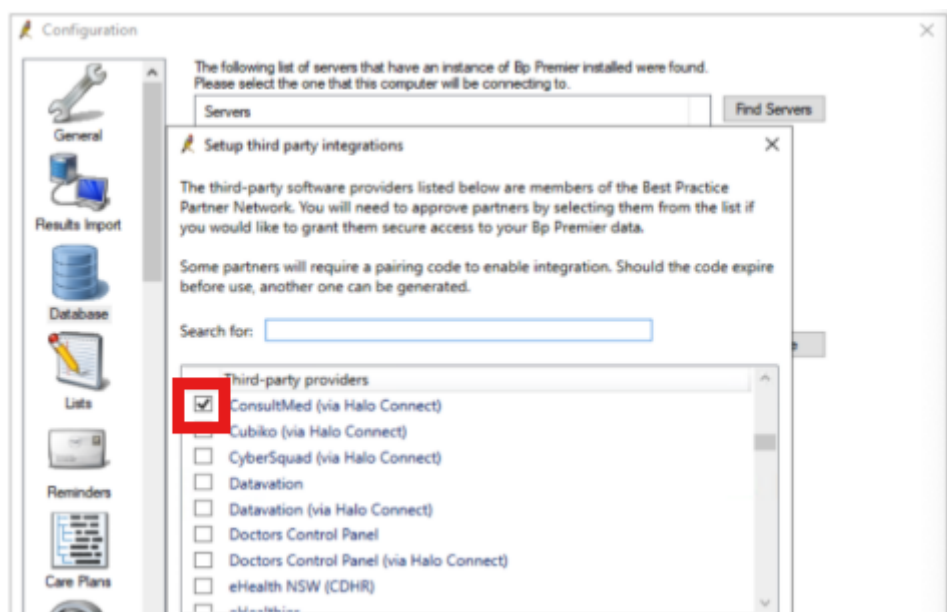 Configuration
General
Results Import
Database
Lists
Reminders
Care Plans
The following list of servers that have an instance of Bp Premier installed were found.
Please select the one that this computer will be connecting to.
Servers
Find Servers
Setup third party integrations
The third-party software providers listed below are members of the Best Practice
Partner Network. You will need to approve partners by selecting them from the list if
you would like to grant them secure access to your Bp Premier data.
Some partners will require a pairing code to enable integration. Should the code expire
before use, another one can be generated.
Search for:
Third-party providers
ConsultMed (via Halo Connect)
Cubiko (via Halo Connect)
CyberSquad (via Halo Connect)
Datavation
Datavation (via Halo Connect)
Doctors Control Panel
Doctors Control Panel (via Halo Connect)
eHealth NSW (CDHR)